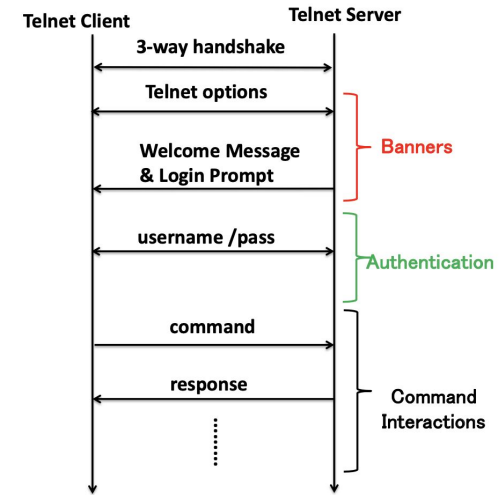 Telnet Client
Telnet Server
3-way handshake
Telnet options
Banners
Welcome Message
& Login Prompt
username /pass
Authentication
command
response
Command
Interactions